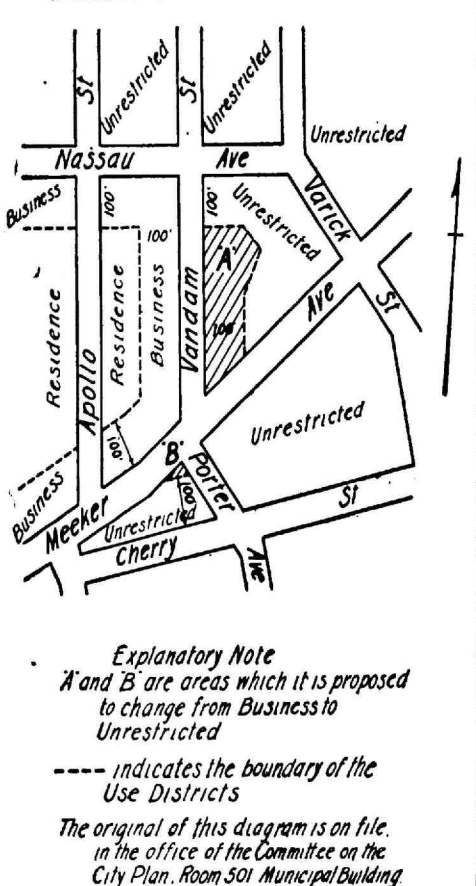 St
Unrestricted
St
Unrestricted
Unrestricted
Nassau Ave
Varick
St
Business
100'
100'
100'
Unrestricted
"A"
100'
Residence
Apollo
Residence
Business
Vandam
Ave
Unrestricted
100'
"B"
Porter
Ave
100'
Business
Meeker
Unrestricted
Cherry St
Explanatory Note
"A" and "B" are areas which it is proposed
to change from Business to
Unrestricted
---- indicates the boundary of the
Use Districts
The original of this diagram is on file.
in the office of the Committee on the
City Plan, Room 501 Municipal Building.